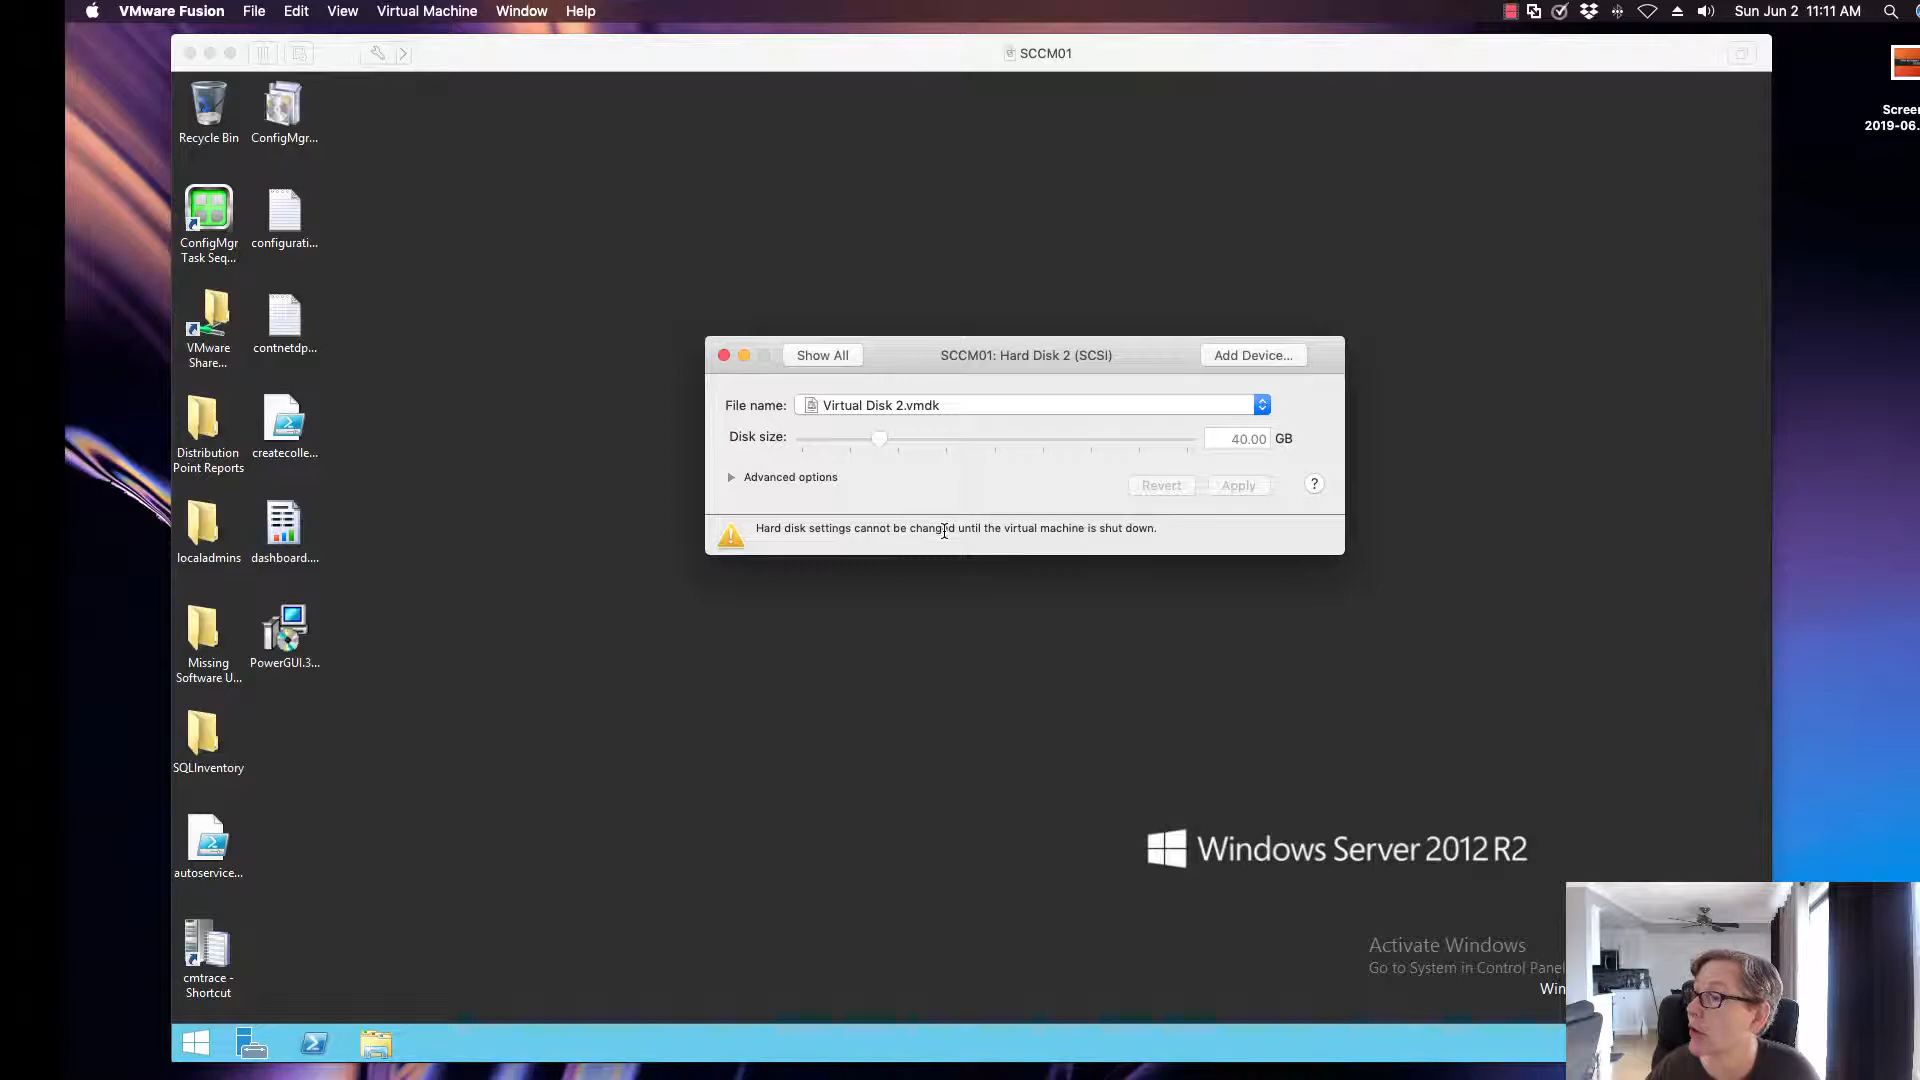 VMware Fusion File Edit View Virtual Machine Window Help
Sun Jun 2 11:11 AM
SCCM01
Scree
2019-06.
Recycle Bin
ConfigMgr...
ConfigMgr
Task Seq...
configurati...
VMware
Share...
contnetdp...
Distribution
Point Reports
createcolle...
localadmins
dashboard....
Missing
Software U...
PowerGUI.3...
SQLInventory
autoservice...
cmtrace -
Shortcut
Show All
SCCM01: Hard Disk 2 (SCSI)
Add Device...
File name: Virtual Disk 2.vmdk
Disk size: 40.00 GB
Advanced options
Revert
Apply
?
Hard disk settings cannot be changed until the virtual machine is shut down.
Windows Server 2012 R2
Activate Windows
Go to System in Control Panel
Win